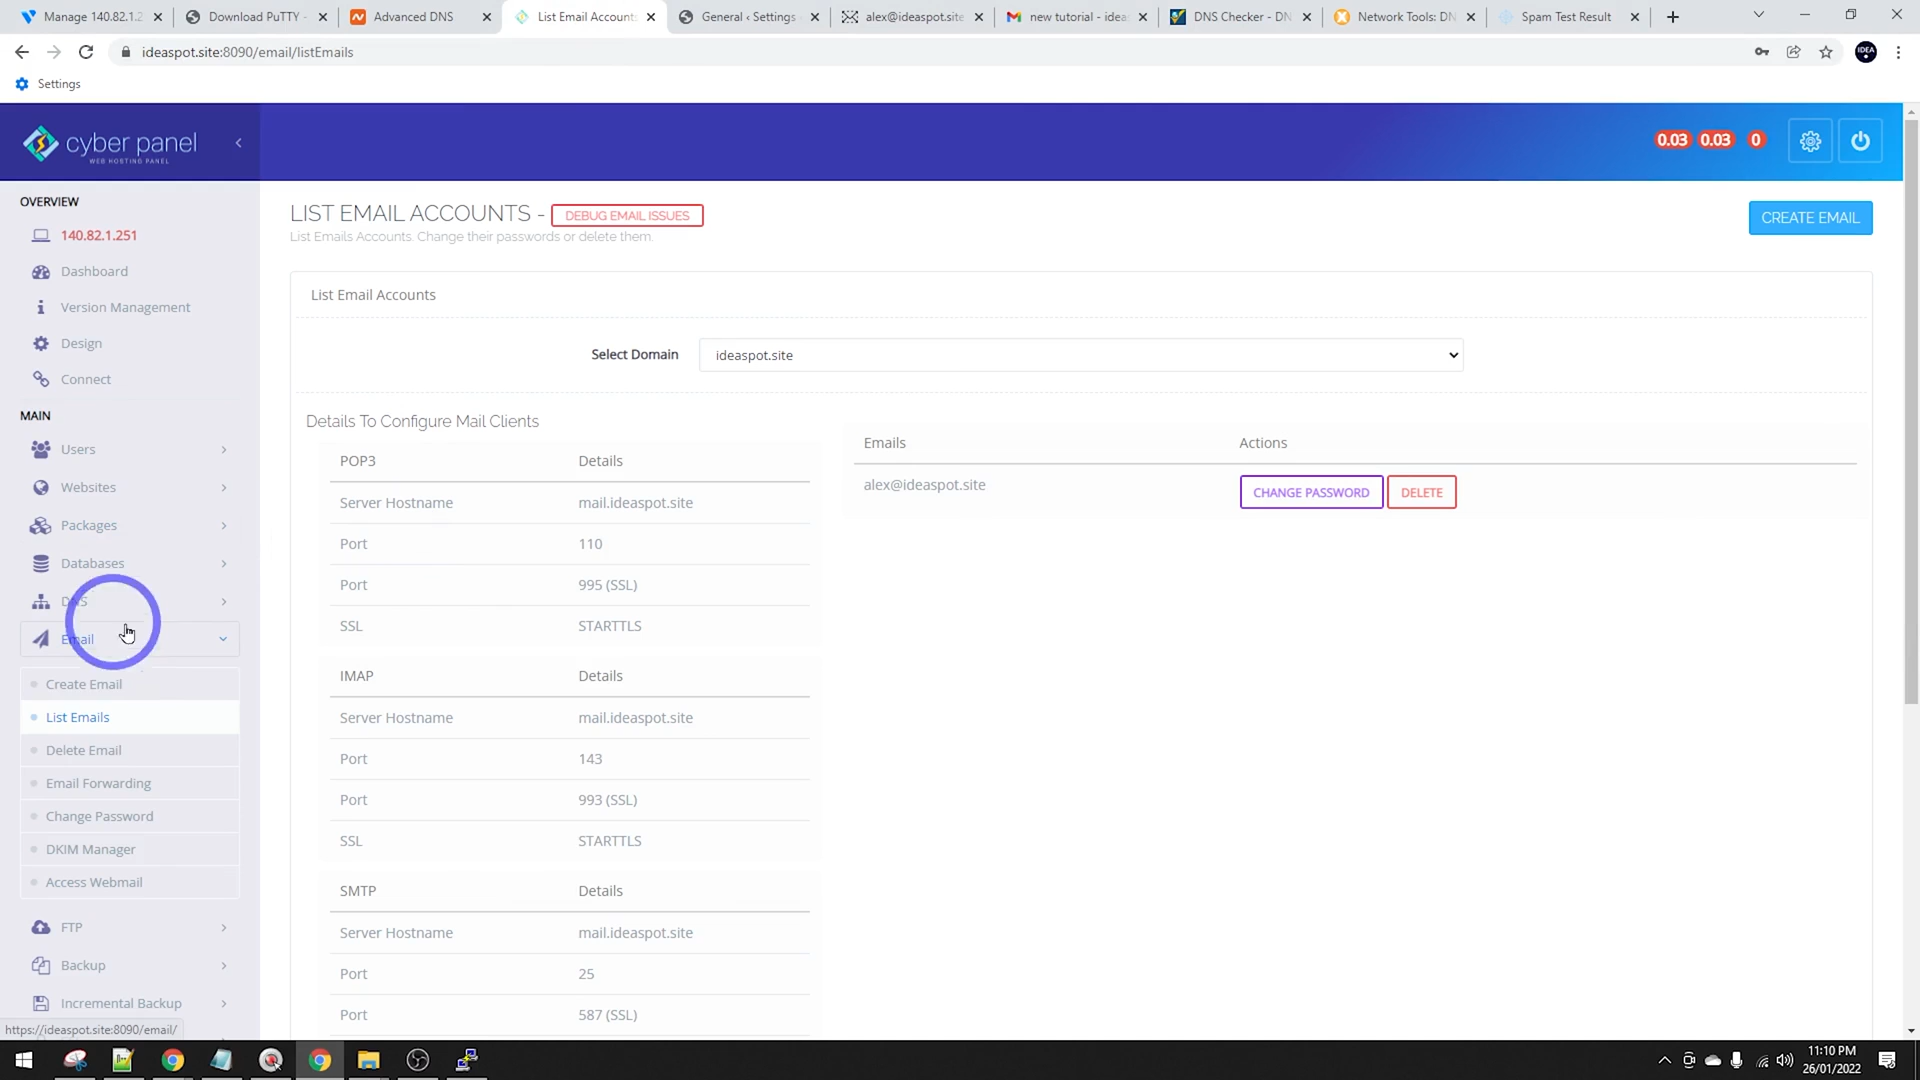 Manage 140.82.1.2
Download PuTTY -
Advanced DNS
List Email Accounts
General ‹ Settings
alex@ideaspot.site
new tutorial - idea
DNS Checker - DN
Network Tools: DN
Spam Test Result
ideaspot.site:8090/email/listEmails
IDEA
Settings
cyber panel
WEB HOSTING PANEL
0.03 0.03 0
OVERVIEW
140.82.1.251
Dashboard
Version Management
Design
Connect
MAIN
Users
Websites
Packages
Databases
DNS
Email
Create Email
List Emails
Delete Email
Email Forwarding
Change Password
DKIM Manager
Access Webmail
FTP
Backup
Incremental Backup
https://ideaspot.site:8090/email/
LIST EMAIL ACCOUNTS - DEBUG EMAIL ISSUES
List Emails Accounts. Change their passwords or delete them.
CREATE EMAIL
List Email Accounts
Select Domain ideaspot.site
Details To Configure Mail Clients
POP3 Details
Server Hostname mail.ideaspot.site
Port 110
Port 995 (SSL)
SSL STARTTLS
IMAP Details
Server Hostname mail.ideaspot.site
Port 143
Port 993 (SSL)
SSL STARTTLS
SMTP Details
Server Hostname mail.ideaspot.site
Port 25
Port 587 (SSL)
Emails Actions
alex@ideaspot.site CHANGE PASSWORD DELETE
11:10 PM
26/01/2022